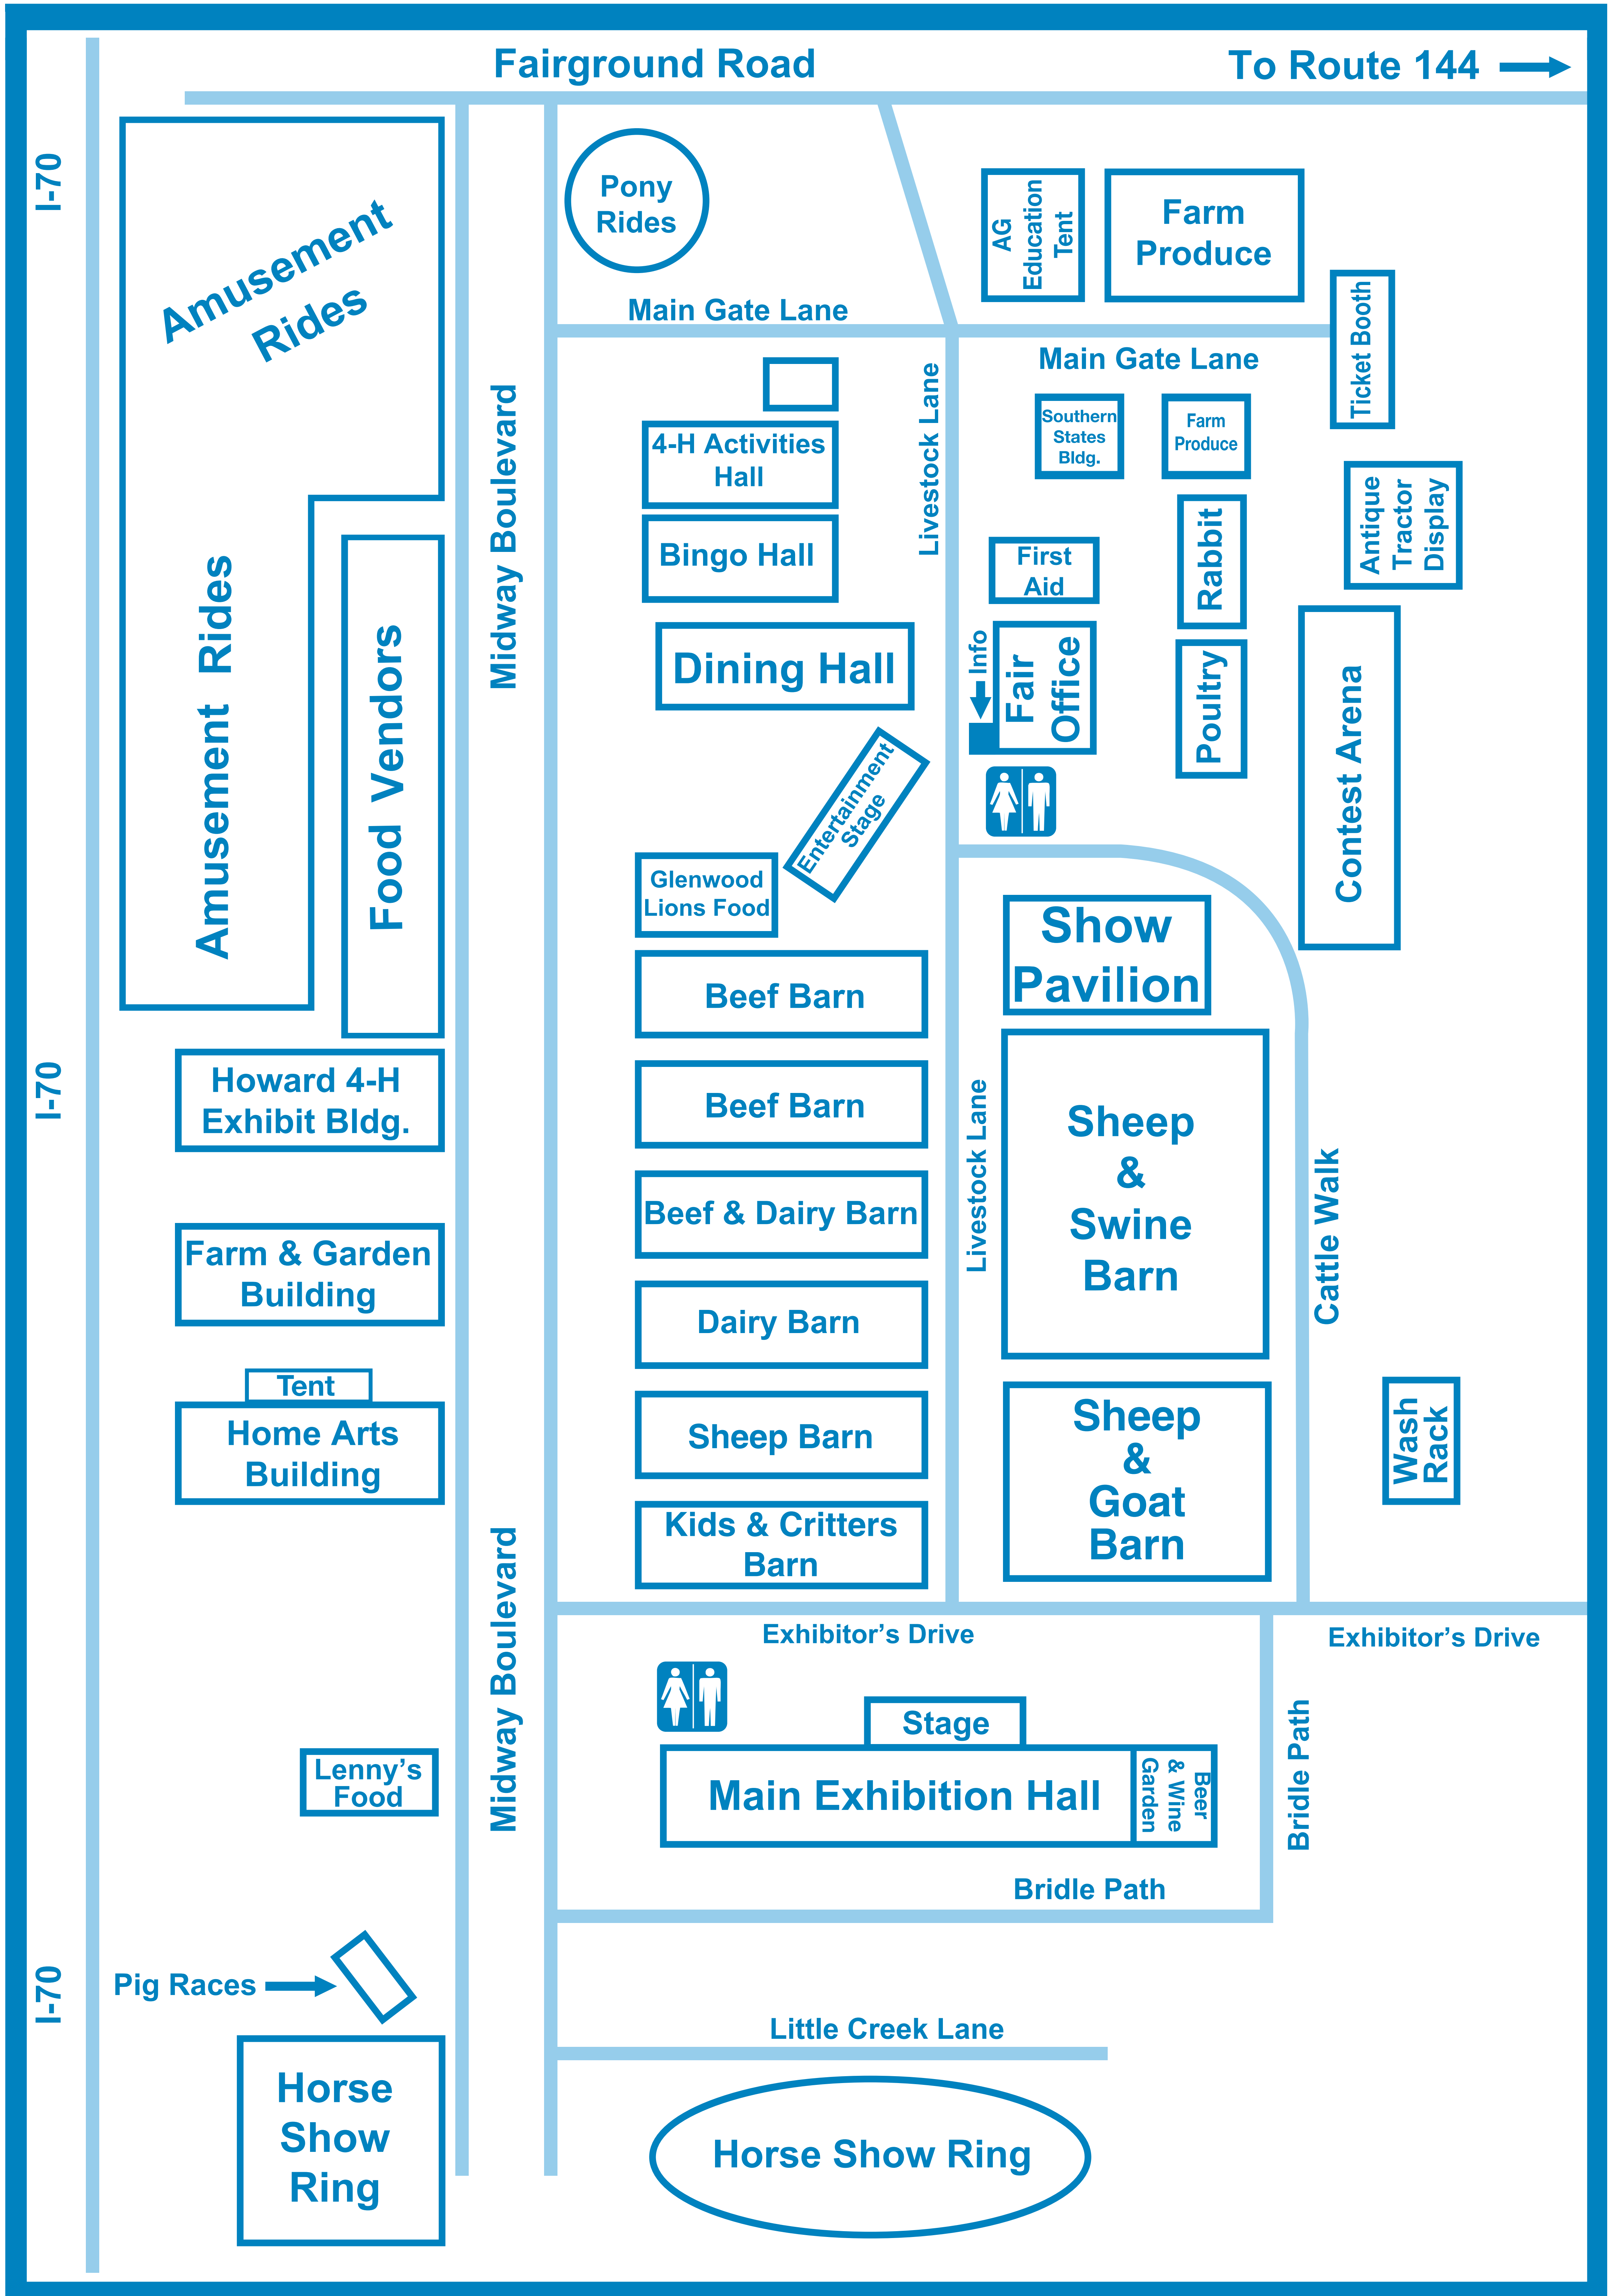 Fairground Road
To Route 144
I-70
Amusement
Rides
Pony
Rides
AG
Education
Tent
Farm
Produce
Main Gate Lane
Ticket Booth
Main Gate Lane
Livestock Lane
Midway Boulevard
4-H Activities
Hall
Southern
States
Bldg.
Farm
Produce
Antique
Tractor
Display
Bingo Hall
First
Aid
Rabbit
Amusement Rides
Food Vendors
Dining Hall
Info
Fair
Office
Poultry
Contest Arena
Entertainment
Stage
Glenwood
Lions Food
Show
Pavilion
Beef Barn
I-70
Howard 4-H
Exhibit Bldg.
Beef Barn
Livestock Lane
Sheep
&
Swine
Barn
Cattle Walk
Beef & Dairy Barn
Farm & Garden
Building
Dairy Barn
Tent
Home Arts
Building
Sheep Barn
Sheep
&
Goat
Barn
Wash
Rack
Kids & Critters
Barn
Midway Boulevard
Exhibitor’s Drive
Exhibitor’s Drive
Stage
Lenny’s
Food
Main Exhibition Hall
Beer
& Wine
Garden
Bridle Path
Bridle Path
I-70
Pig Races
Little Creek Lane
Horse
Show
Ring
Horse Show Ring